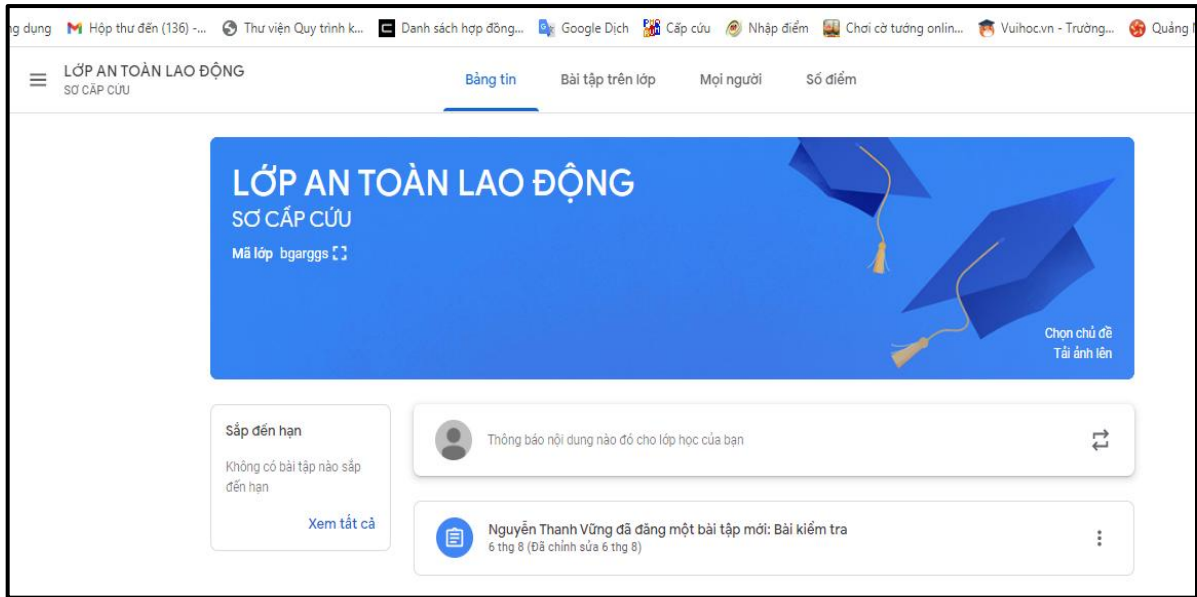 ng dụng Hộp thư đến (136) -... Thư viện Quy trình k... Danh sách hợp đồng... Google Dịch Cấp cứu Nhập điểm Chơi cờ tướng onlin... Vuihoc.vn - Trường... Quảng
LỚP AN TOÀN LAO ĐỘNG
SƠ CẤP CỨU
Bảng tin Bài tập trên lớp Mọi người Số điểm
LỚP AN TOÀN LAO ĐỘNG
SƠ CẤP CỨU
Mã lớp bgarggs
Chọn chủ đề
Tải ảnh lên
Sắp đến hạn
Không có bài tập nào sắp
đến hạn
Xem tất cả
Thông báo nội dung nào đó cho lớp học của bạn
Nguyễn Thanh Vững đã đăng một bài tập mới: Bài kiểm tra
6 thg 8 (Đã chỉnh sửa 6 thg 8)